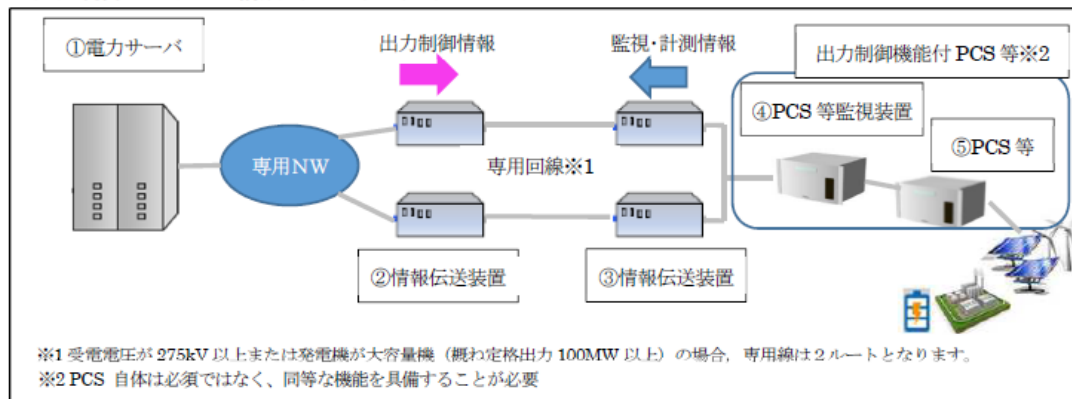 ①電力サーバ
出力制御情報
監視・計測情報
出力制御機能付 PCS 等※2
④PCS 等監視装置
⑤PCS 等
専用NW
専用回線※1
②情報伝送装置
③情報伝送装置
※1 受電電圧が 275kV 以上または発電機が大容量機（概ね定格出力 100MW 以上）の場合，専用線は２ルートとなります。
※2 PCS 自体は必須ではなく、同等な機能を具備することが必要